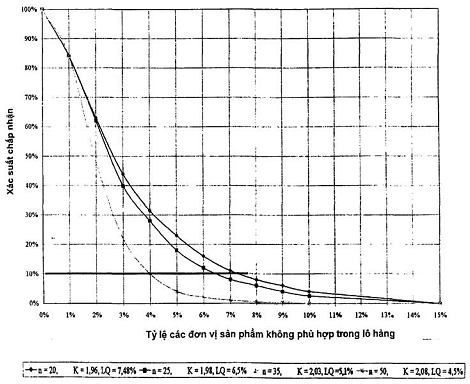 100%
90%
80%
70%
60%
50%
40%
30%
20%
10%
0%
Xác suất chấp nhận
0% 1% 2% 3% 4% 5% 6% 7% 8% 9% 10% 11% 12% 13% 14% 15%
Tỷ lệ các đơn vị sản phẩm không phù hợp trong lô hàng
n = 20, K = 1,96, LQ = 7,48% n = 25, K = 1,98, LQ = 6,5% n = 35, K = 2,03, LQ=5,1% n = 50, K = 2,08, LQ = 4,5%